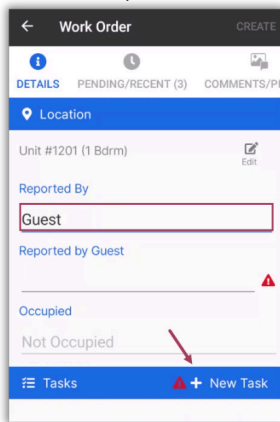 Work Order CREATE
DETAILS PENDING/RECENT (3) COMMENTS/P
Location
Unit #1201 (1 Bdrm) Edit
Reported By
Guest
Reported by Guest
Occupied
Not Occupied
Tasks + New Task